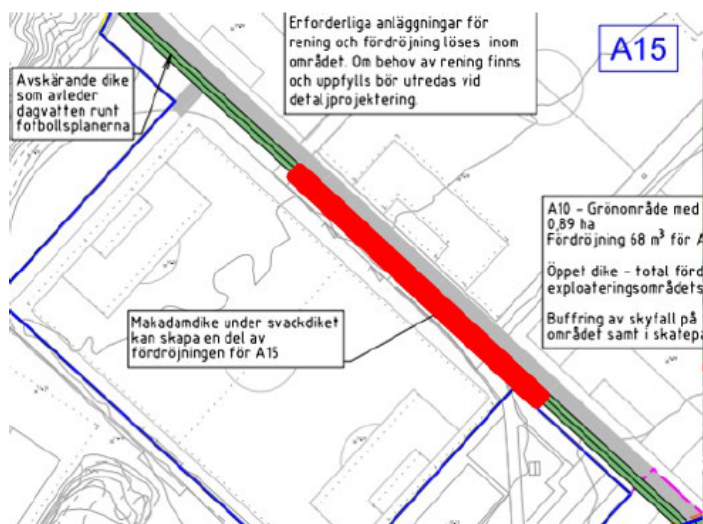 Erforderliga anläggningar för
rening och fördröjning löses inom
området. Om behov av rening finns
och uppfylls bör utredas vid
detaljprojektering.
A15
Avskärande dike
som avleder
dagvatten runt
fotbollsplanerna
A10 - Grönområde med
0,89 ha
Fördröjning 68 m³ för A
Öppet dike - total förd
exploateringsområdets
Buffring av skyfall på
området samt i skatepa
Makadamdike under svackdiket
kan skapa en del av
fördröjningen för A15